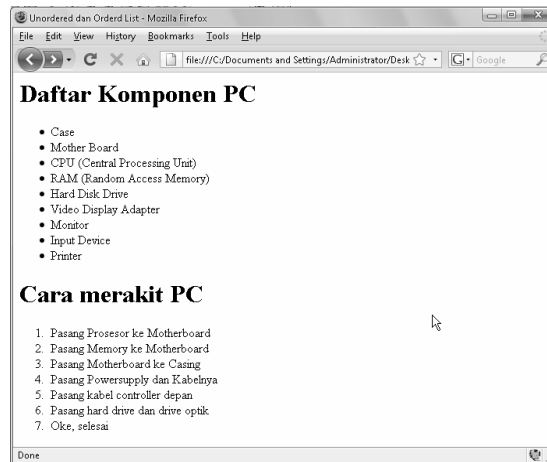 Unordered dan Orderd List - Mozilla Firefox
File Edit View History Bookmarks Tools Help
file:///C:/Documents and Settings/Administrator/Desk G Google
Daftar Komponen PC
• Case
• Mother Board
• CPU (Central Processing Unit)
• RAM (Random Access Memory)
• Hard Disk Drive
• Video Display Adapter
• Monitor
• Input Device
• Printer
Cara merakit PC
1. Pasang Prosesor ke Motherboard
2. Pasang Memory ke Motherboard
3. Pasang Motherboard ke Casing
4. Pasang Powersupply dan Kabelnya
5. Pasang kabel controller depan
6. Pasang hard drive dan drive optik
7. Oke, selesai
Done